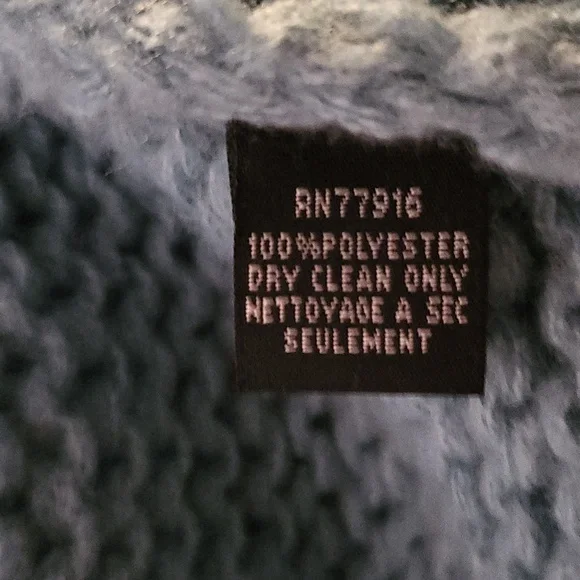 RN77916
100%POLYESTER
DRY CLEAN ONLY
NETTOYAGE A SEC
SEULEMENT